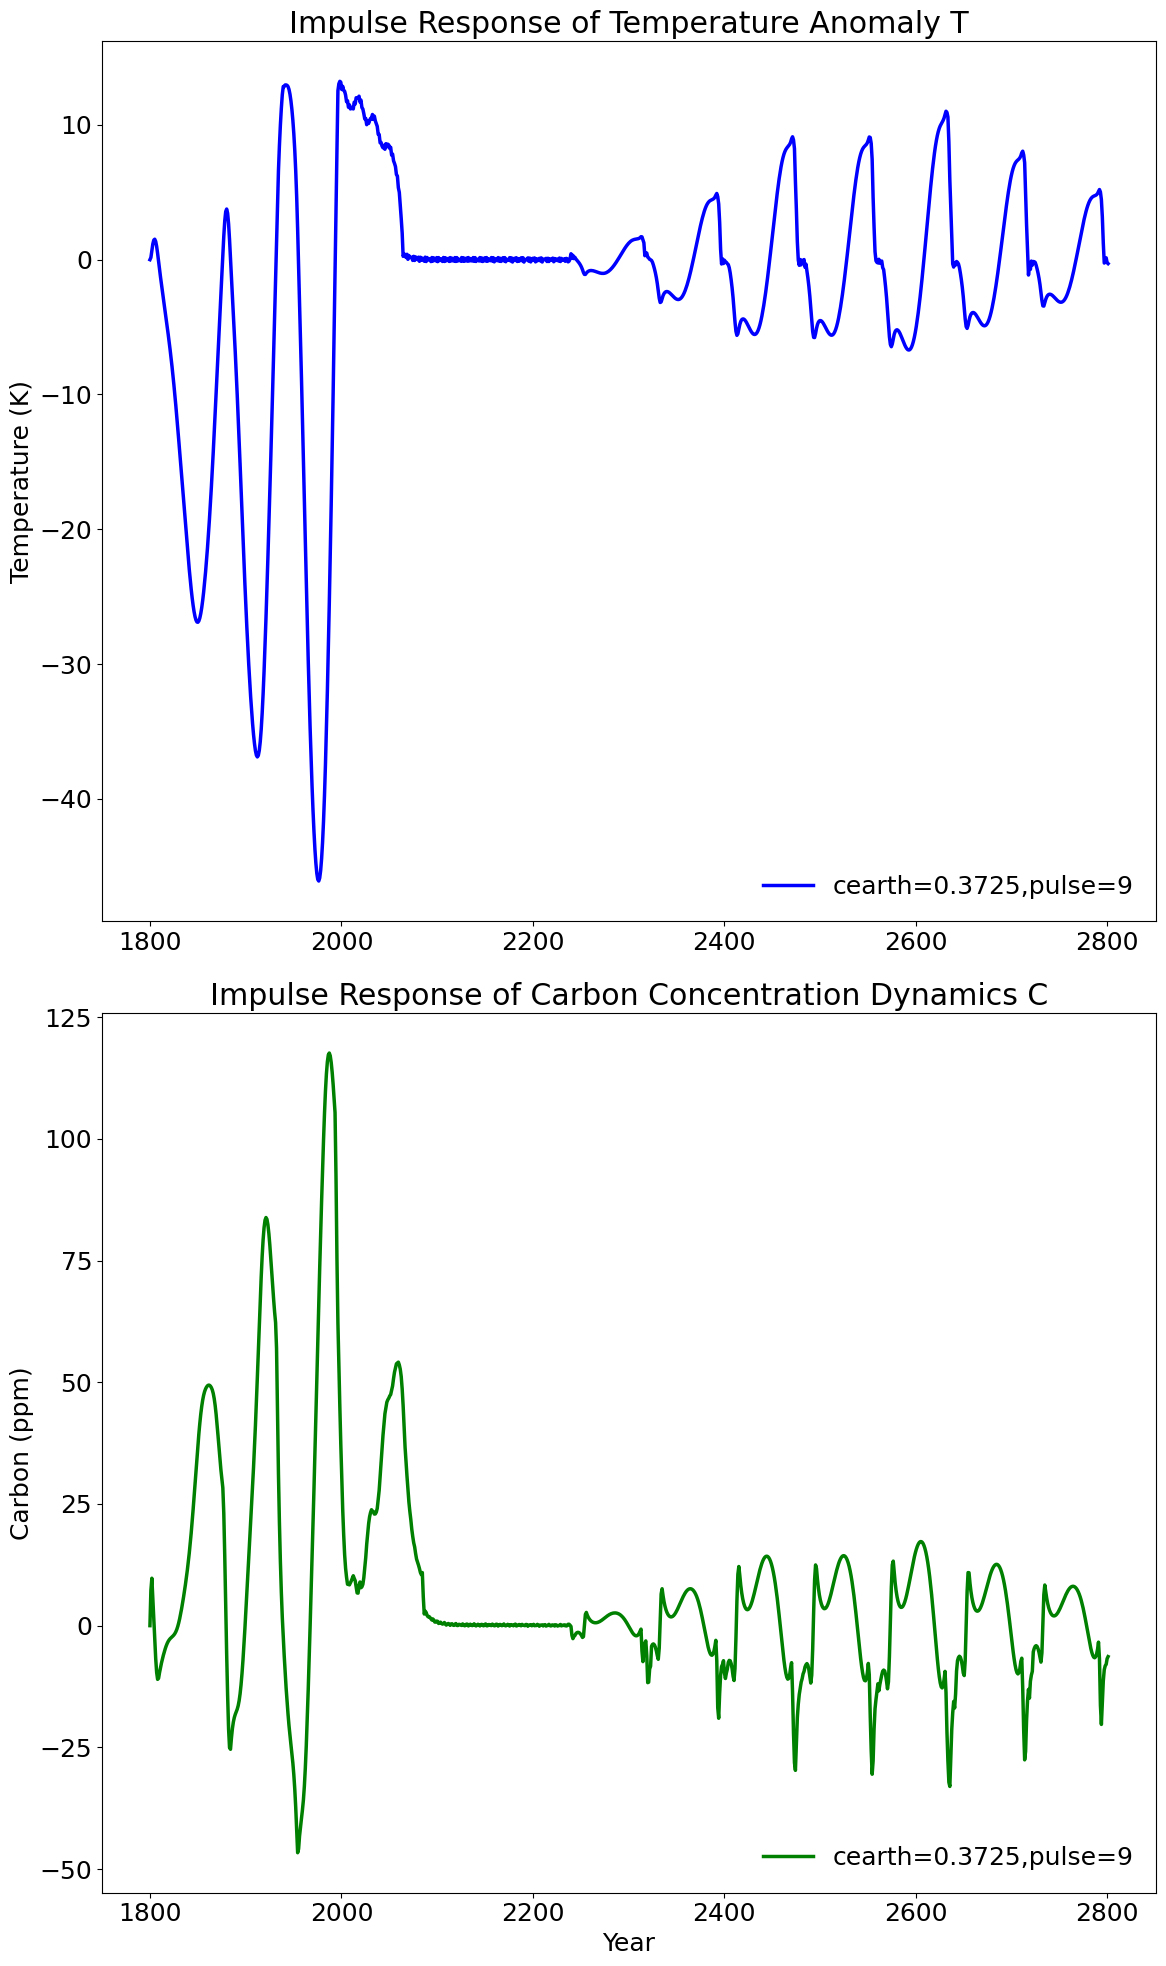 Impulse Response of Temperature Anomaly T
10
0
−10
−20
−30
−40
Temperature (K)
cearth=0.3725,pulse=9
1800 2000 2200 2400 2600 2800
Impulse Response of Carbon Concentration Dynamics C
125
100
75
50
25
0
−25
−50
Carbon (ppm)
cearth=0.3725,pulse=9
1800 2000 2200 2400 2600 2800
Year